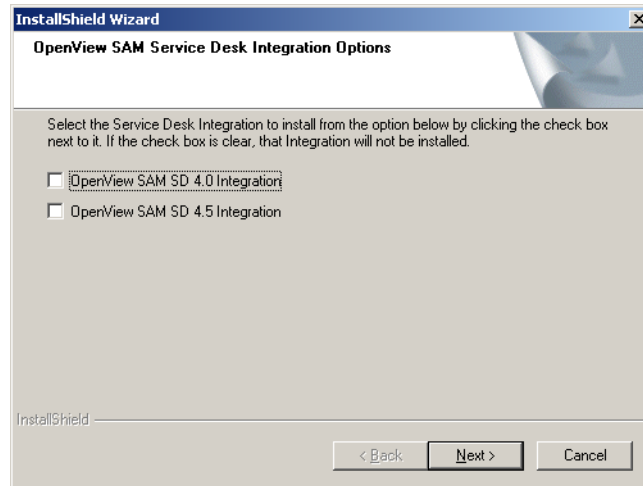 InstallShield Wizard
OpenView SAM Service Desk Integration Options
Select the Service Desk Integration to install from the option below by clicking the check box
next to it. If the check box is clear, that Integration will not be installed.
OpenView SAM SD 4.0 Integration
OpenView SAM SD 4.5 Integration
InstallShield
< Back Next > Cancel